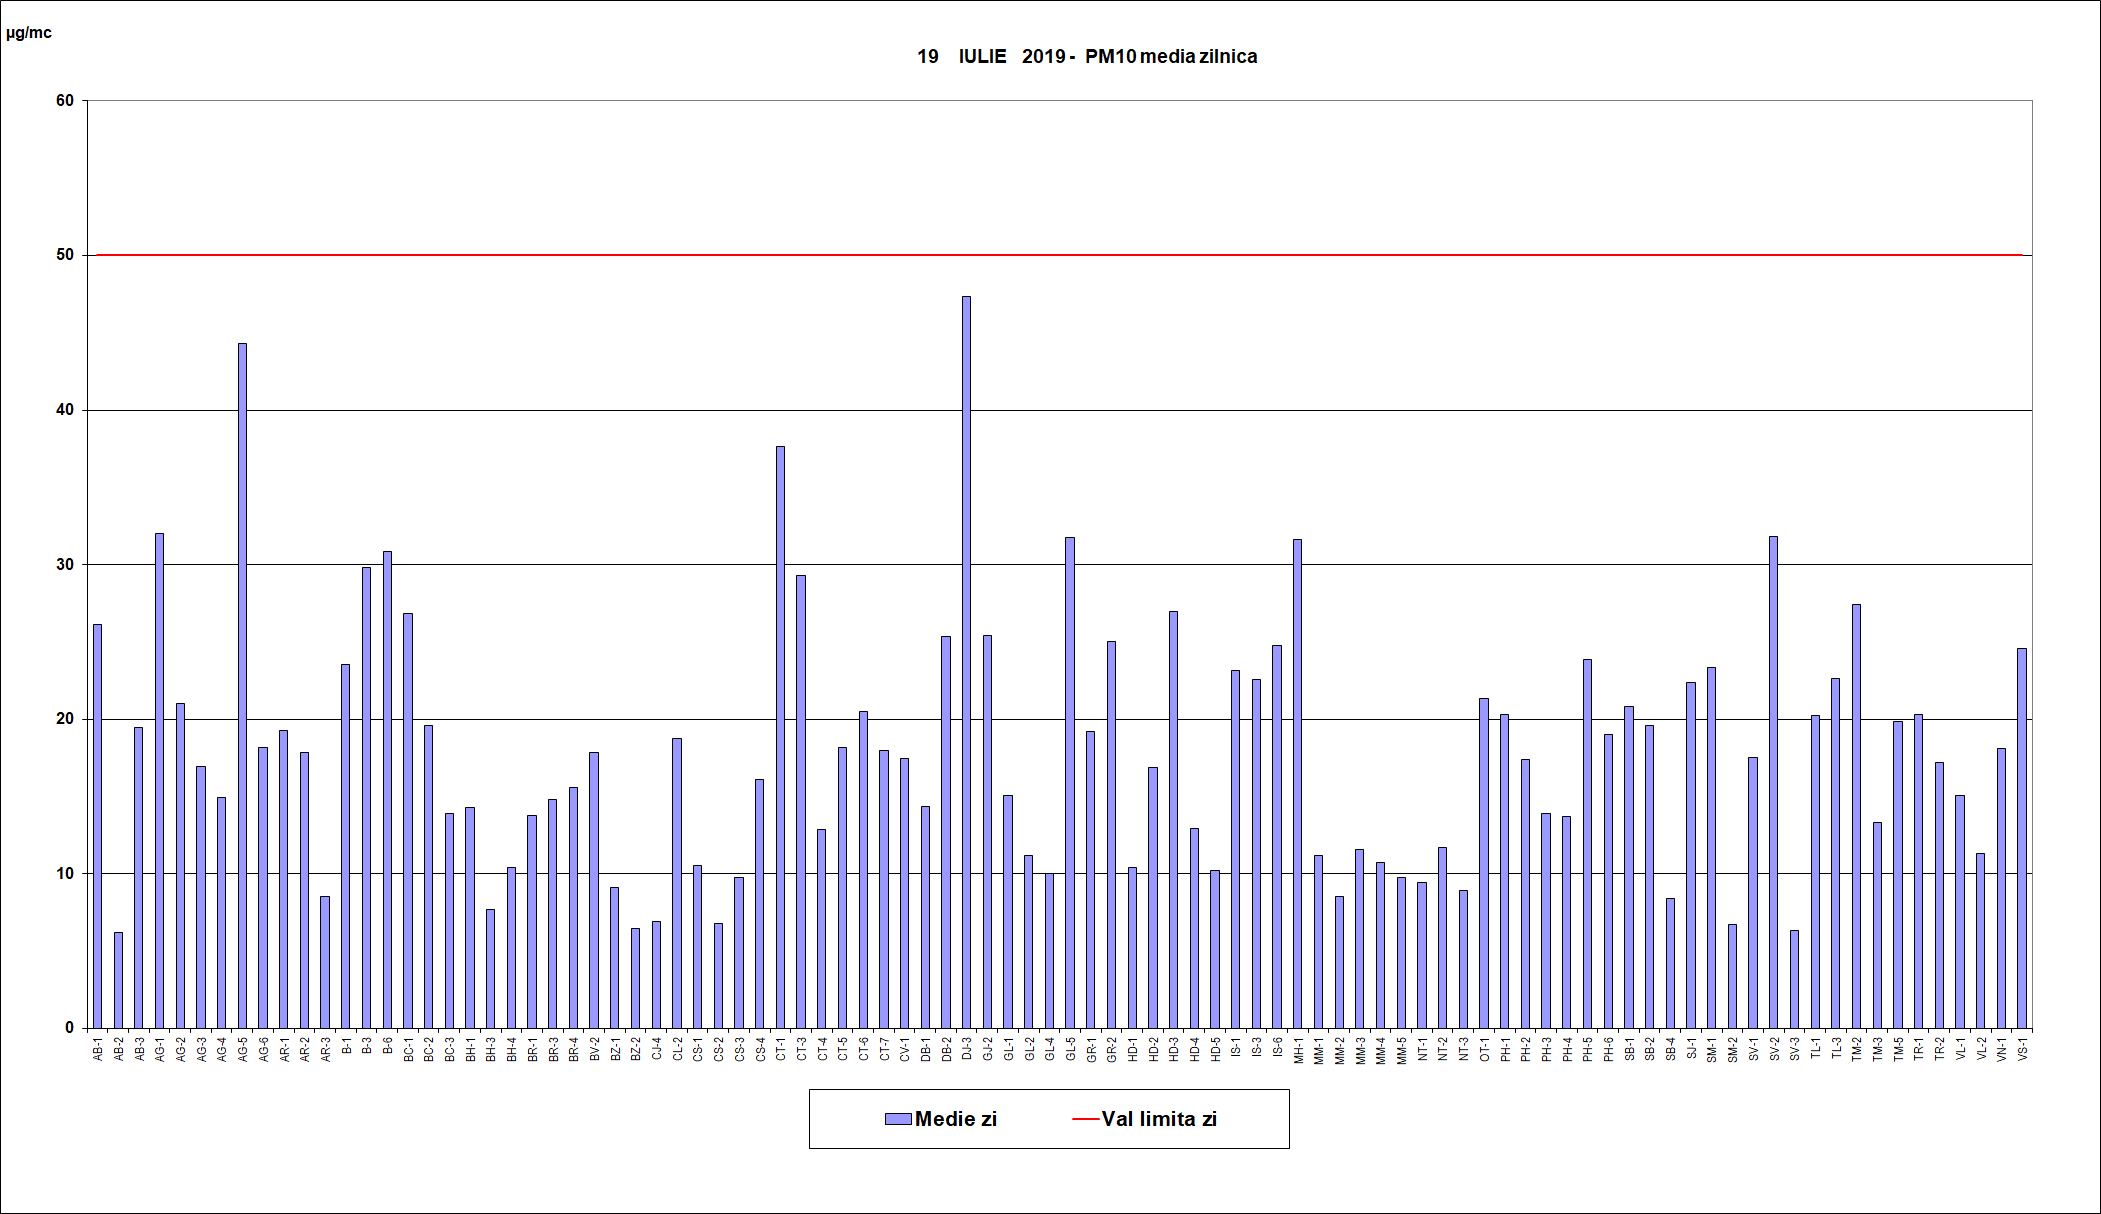 µg/mc
19 IULIE 2019 - PM10 media zilnica
60
50
40
30
20
10
0
AB-1 AB-2 AB-3 AG-1 AG-2 AG-3 AG-4 AG-5 AG-6 AR-1 AR-2 AR-3 B-1 B-3 B-6 BC-1 BC-2 BC-3 BH-1 BH-3 BH-4 BR-1 BR-3 BR-4 BV-2 BZ-1 BZ-2 CJ-4 CL-2 CS-1 CS-2 CS-3 CS-4 CT-1 CT-3 CT-4 CT-5 CT-6 CT-7 CV-1 DB-1 DB-2 DJ-3 GJ-2 GL-1 GL-2 GL-4 GL-5 GR-1 GR-2 HD-1 HD-2 HD-3 HD-4 HD-5 IS-1 IS-3 IS-6 MH-1 MM-1 MM-2 MM-3 MM-4 MM-5 NT-1 NT-2 NT-3 OT-1 PH-1 PH-2 PH-3 PH-4 PH-5 PH-6 SB-1 SB-2 SB-4 SJ-1 SM-1 SM-2 SV-1 SV-2 SV-3 TL-1 TL-3 TM-2 TM-3 TM-5 TR-1 TR-2 VL-1 VL-2 VN-1 VS-1
Medie zi Val limita zi